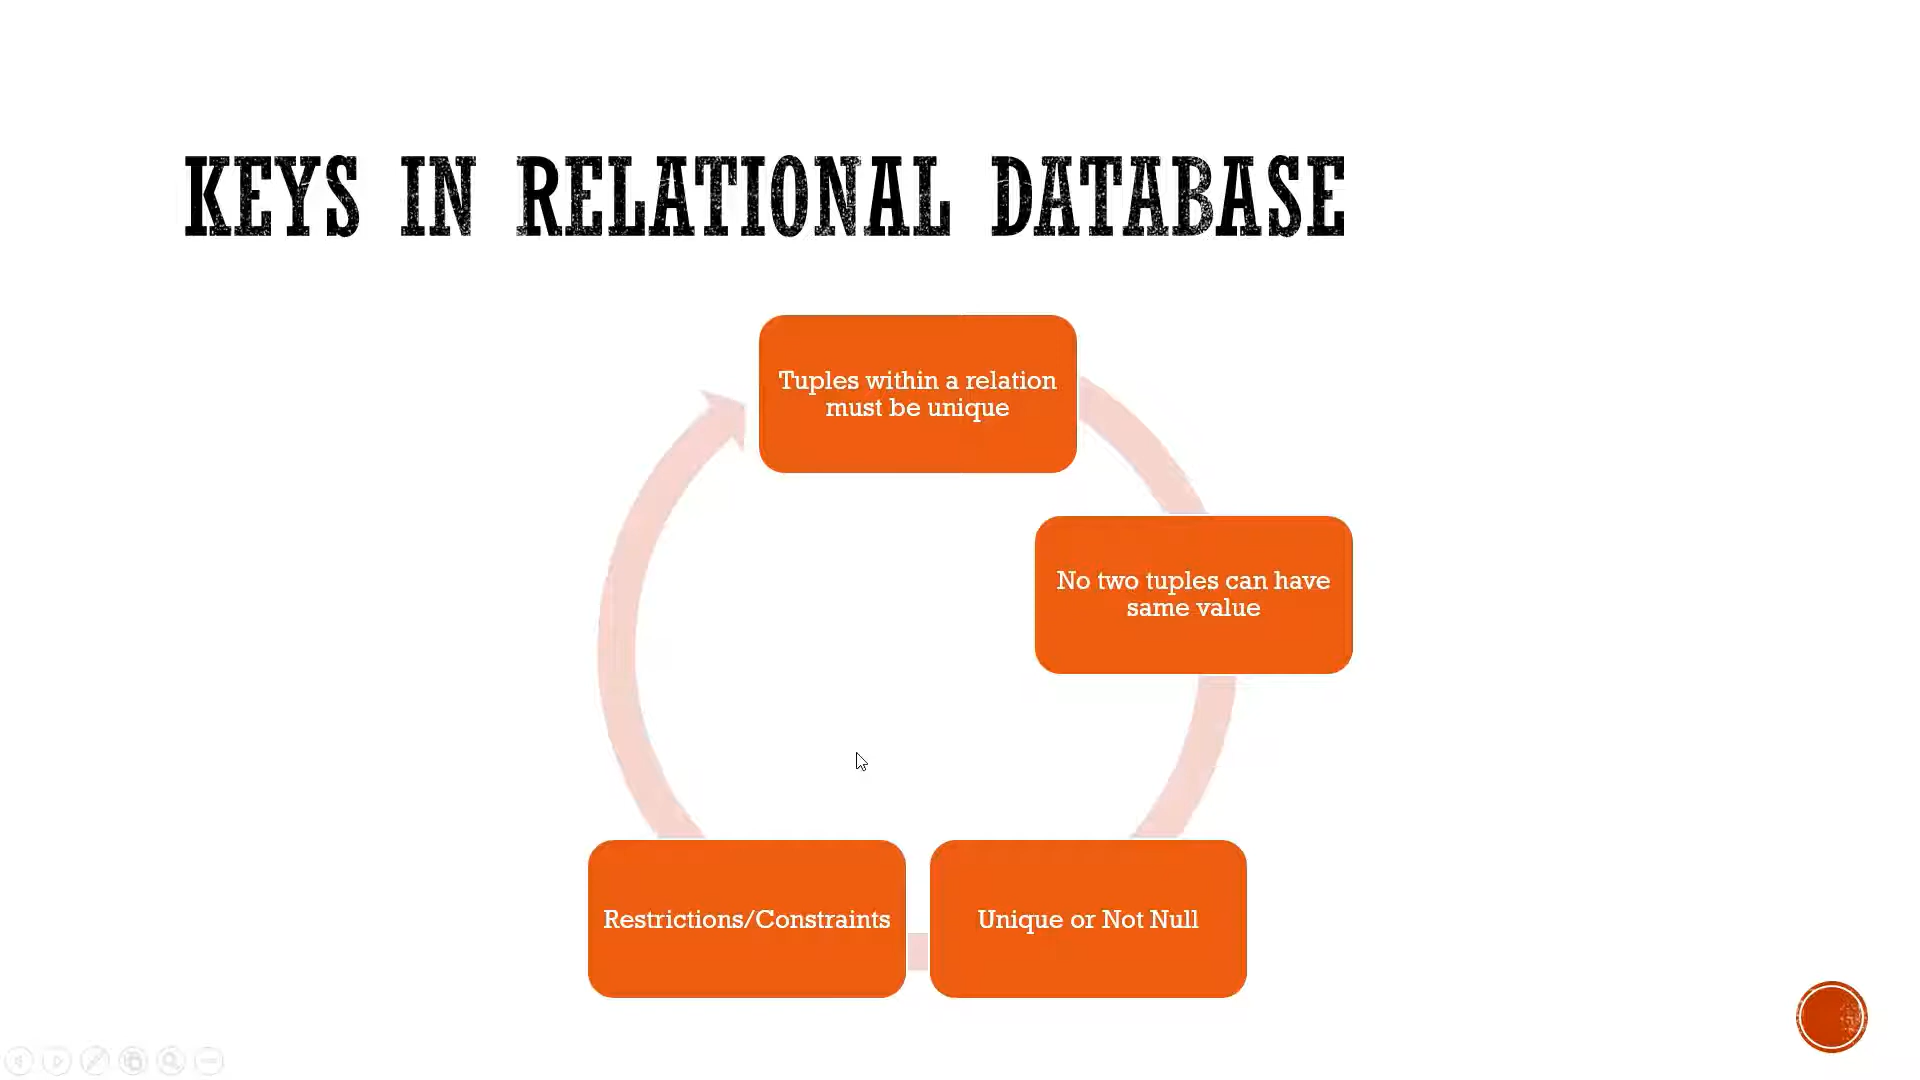 KEYS IN RELATIONAL DATABASE
Tuples within a relation
must be unique
No two tuples can have
same value
Restrictions/Constraints
Unique or Not Null